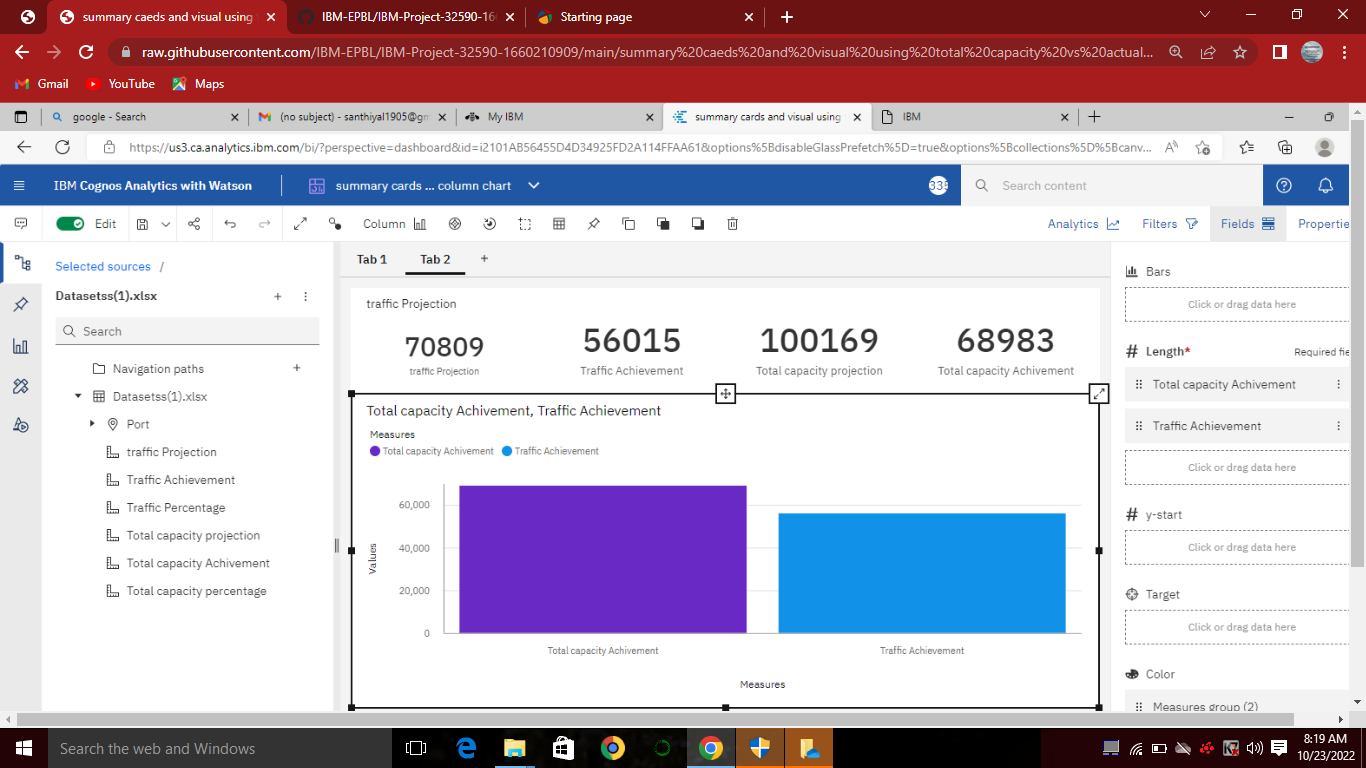 summary caeds and visual using
IBM-EPBL/IBM-Project-32590-16
Starting page
raw.githubusercontent.com/IBM-EPBL/IBM-Project-32590-1660210909/main/summary%20caeds%20and%20visual%20using%20total%20capacity%20vs%20actual...
Gmail YouTube Maps
google - Search
(no subject) - santhiyal1905@gm
My IBM
summary cards and visual using
IBM
https://us3.ca.analytics.ibm.com/bi/?perspective=dashboard&id=i2101AB56455D4D34925FD2A114FFAA61&options%5BdisableGlassPrefetch%5D=true&options%5Bcollections%5D%5Bcanv...
IBM Cognos Analytics with Watson
summary cards ... column chart
Search content
Edit
Column
Analytics
Filters
Fields
Propertie
Selected sources /
Datasetss(1).xlsx
Search
Navigation paths
Datasetss(1).xlsx
Port
traffic Projection
Traffic Achievement
Traffic Percentage
Total capacity projection
Total capacity Achivement
Total capacity percentage
Tab 1
Tab 2
traffic Projection
70809 56015 100169 68983
traffic Projection Traffic Achievement Total capacity projection Total capacity Achivement
Total capacity Achivement, Traffic Achievement
Measures
Total capacity Achivement Traffic Achievement
60,000
40,000
20,000
0
Values
Total capacity Achivement Traffic Achievement
Measures
Bars
Click or drag data here
# Length* Required fie
Total capacity Achivement
Traffic Achievement
Click or drag data here
# y-start
Click or drag data here
Target
Click or drag data here
Color
Measures group (2)
Search the web and Windows
8:19 AM
10/23/2022